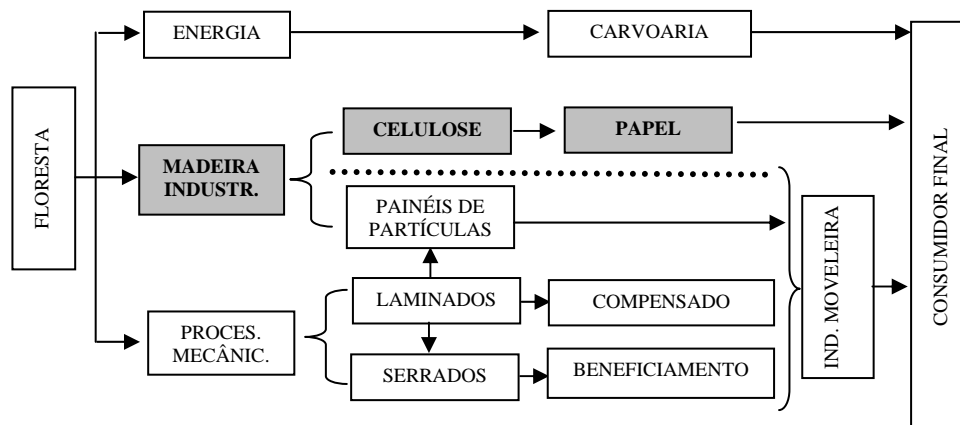 ENERGIA
CARVOARIA
FLORESTA
CELULOSE
PAPEL
MADEIRA
INDUSTR.
PAINÉIS DE
PARTÍCULAS
LAMINADOS
COMPENSADO
PROCES.
MECÂNIC.
SERRADOS
BENEFICIAMENTO
IND. MOVELEIRA
CONSUMIDOR FINAL